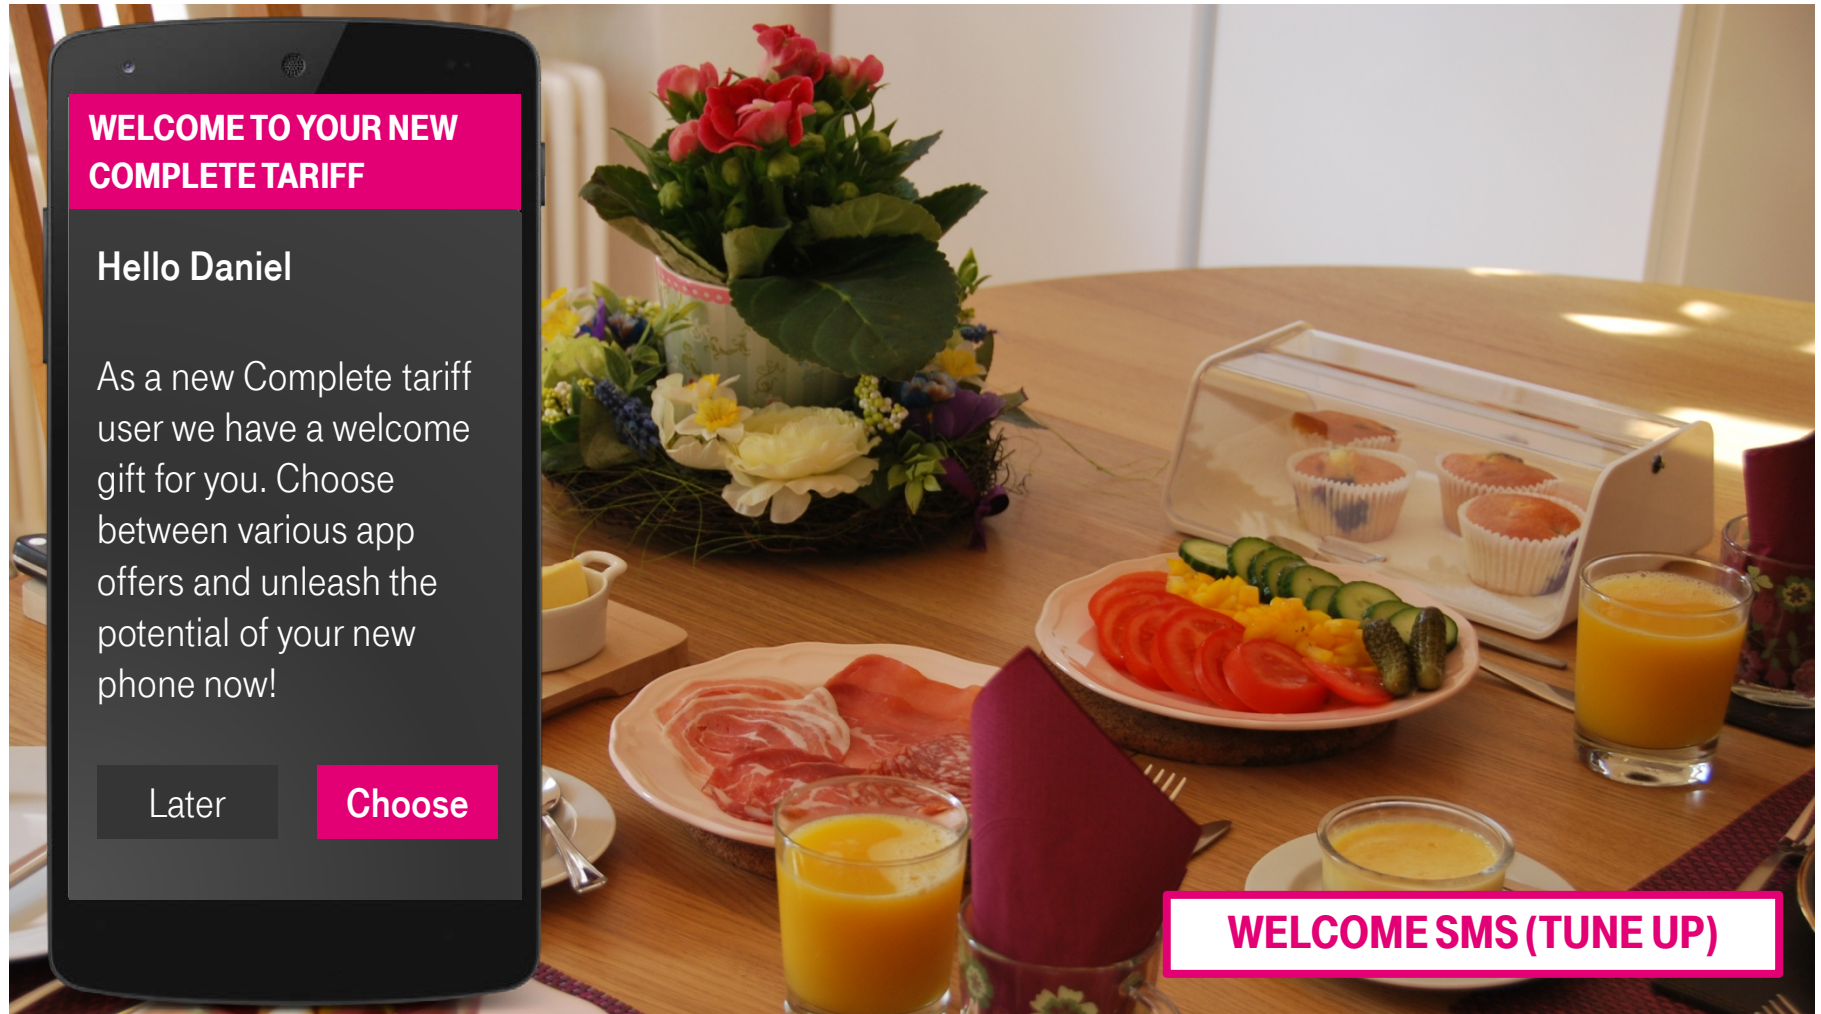 WELCOME TO YOUR NEW
COMPLETE TARIFF
Hello Daniel
As a new Complete tariff
user we have a welcome
gift for you. Choose
between various app
offers and unleash the
potential of your new
phone now!
Later
Choose
WELCOME SMS (TUNE UP)